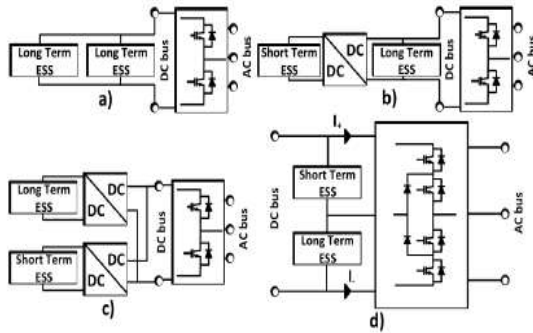 Long Term
ESS
Long Term
ESS
DC bus
AC bus
a)
Short Term
ESS
DC
DC
Long Term
ESS
DC bus
AC bus
b)
Long Term
ESS
DC
DC
Short Term
ESS
DC
DC
DC bus
AC bus
c)
I+
Short Term
ESS
DC bus
Long Term
ESS
I-
AC bus
d)